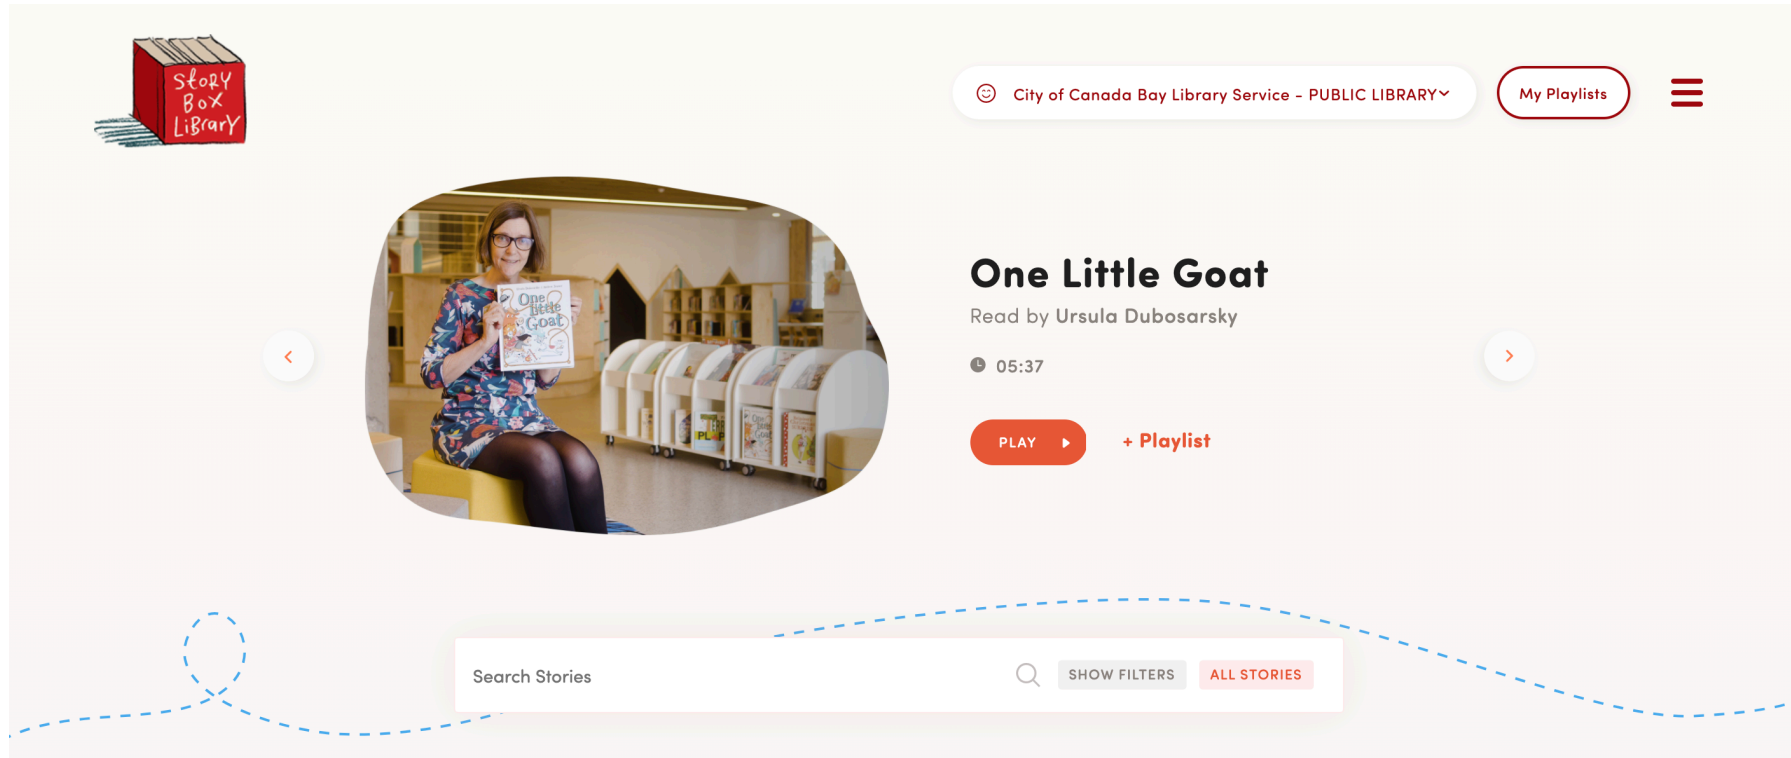 Story
Box
Library
City of Canada Bay Library Service - PUBLIC LIBRARY
My Playlists
One
Little
Goat
One Little Goat
Read by Ursula Dubosarsky
05:37
PLAY
+ Playlist
Search Stories
SHOW FILTERS
ALL STORIES